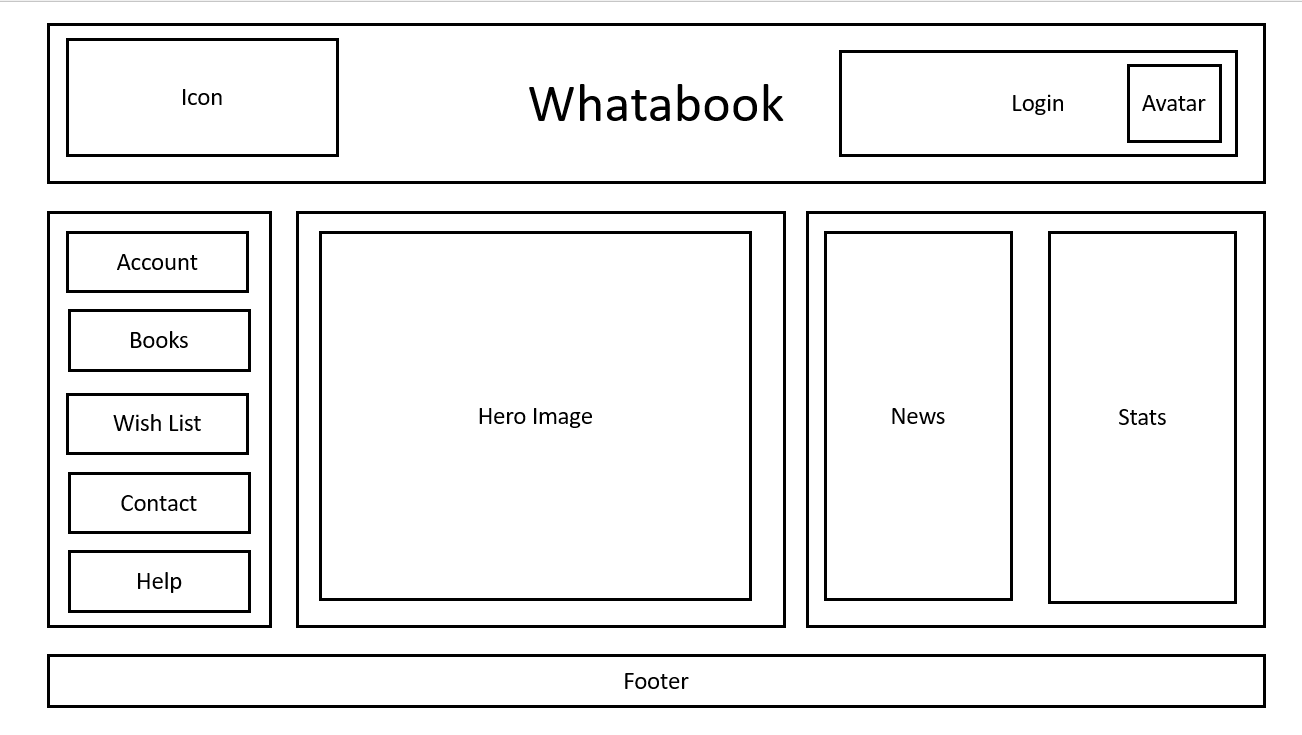 Icon
Whatabook
Login
Avatar
Account
Books
Wish List
Contact
Help
Hero Image
News
Stats
Footer